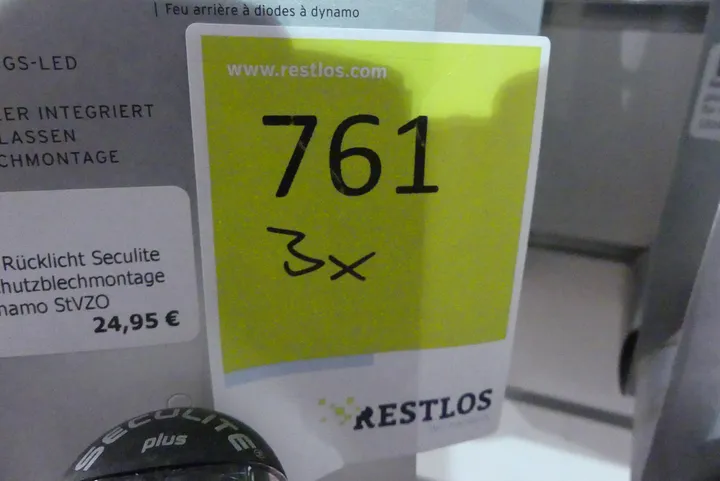 | Feu arrière à diodes à dynamo
GS-LED
ER INTEGRIERT
LASSEN
CHMONTAGE
www.restlos.com
761
3x
Rücklicht Seculite
chutzblechmontage
namo StVZO
24,95 €
RESTLOS
SECULITE®
plus